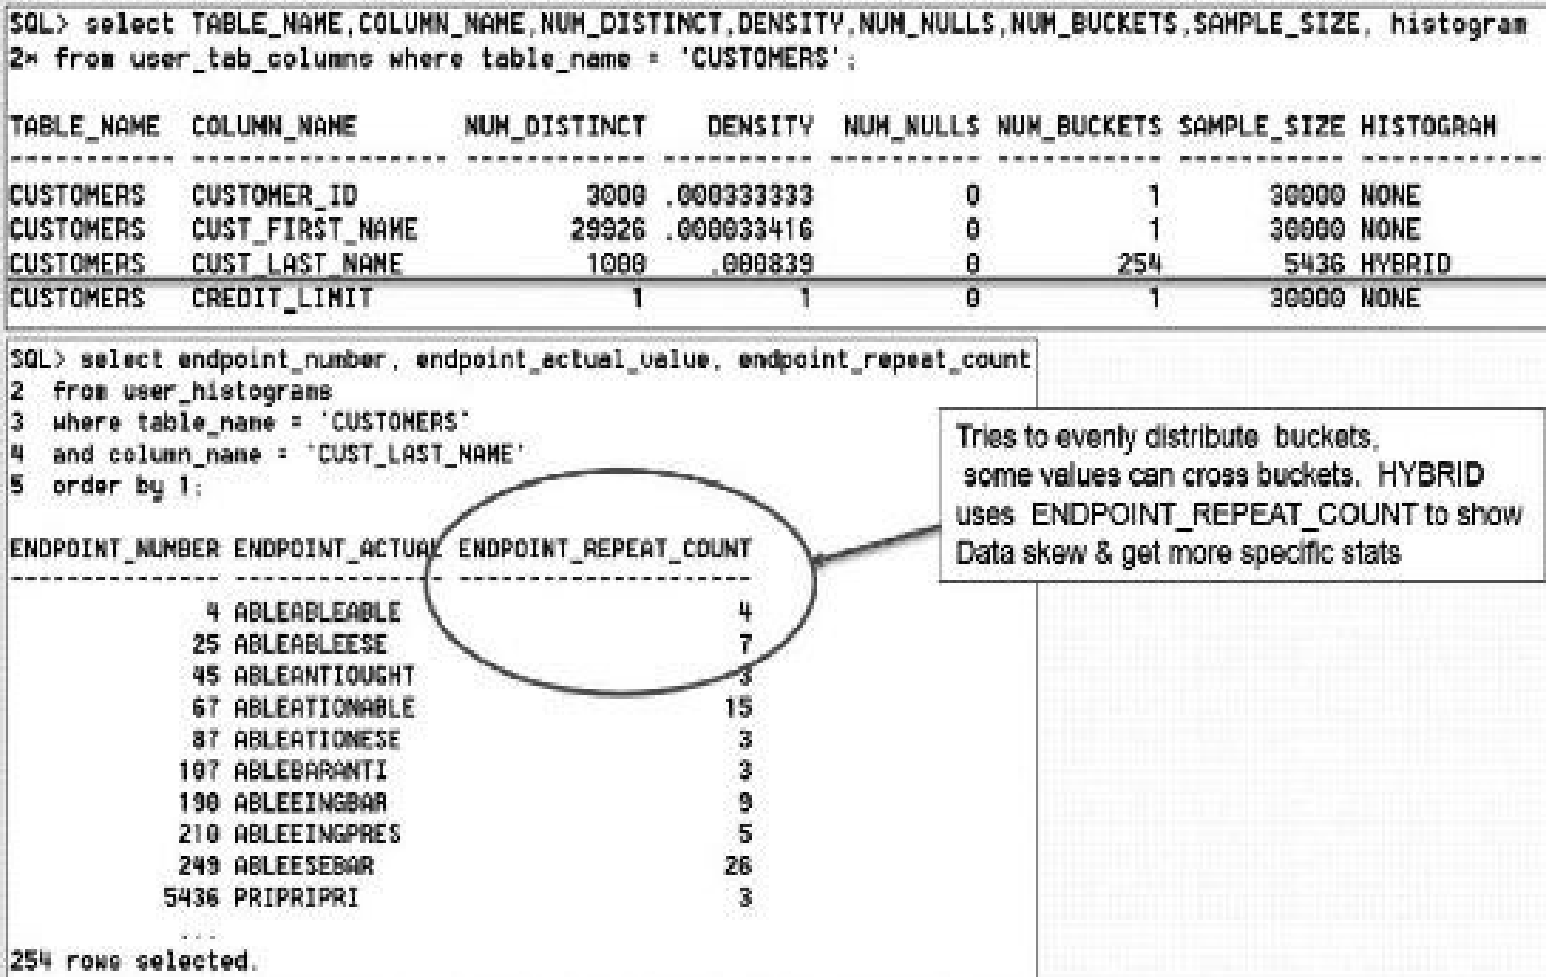 SQL> select TABLE_NAME,COLUMN_NAME,NUM_DISTINCT,DENSITY,NUM_NULLS,NUM_BUCKETS,SAMPLE_SIZE, histogram
2* from user_tab_columns where table_name = 'CUSTOMERS';
TABLE_NAME COLUMN_NAME NUM_DISTINCT DENSITY NUM_NULLS NUM_BUCKETS SAMPLE_SIZE HISTOGRAM
CUSTOMERS CUSTOMER_ID 3000 .000333333 0 1 30000 NONE
CUSTOMERS CUST_FIRST_NAME 29926 .000033416 0 1 30000 NONE
CUSTOMERS CUST_LAST_NAME 1000 .000839 0 254 5436 HYBRID
CUSTOMERS CREDIT_LIMIT 1 1 0 1 30000 NONE
SQL> select endpoint_number, endpoint_actual_value, endpoint_repeat_count
2 from user_histograms
3 where table_name = 'CUSTOMERS'
4 and column_name = 'CUST_LAST_NAME'
5 order by 1;
ENDPOINT_NUMBER ENDPOINT_ACTUAL ENDPOINT_REPEAT_COUNT
4 ABLEABLEABLE 4
25 ABLEABLEESE 7
45 ABLEANTIOUGHT 3
67 ABLEATIONABLE 15
87 ABLEATIONESE 3
107 ABLEBARANTI 3
190 ABLEEINGBAR 9
210 ABLEEINGPRES 5
249 ABLEESEBAR 26
5436 PRIPRIPRI 3
...
254 rows selected.
Tries to evenly distribute buckets,
some values can cross buckets. HYBRID
uses ENDPOINT_REPEAT_COUNT to show
Data skew & get more specific stats